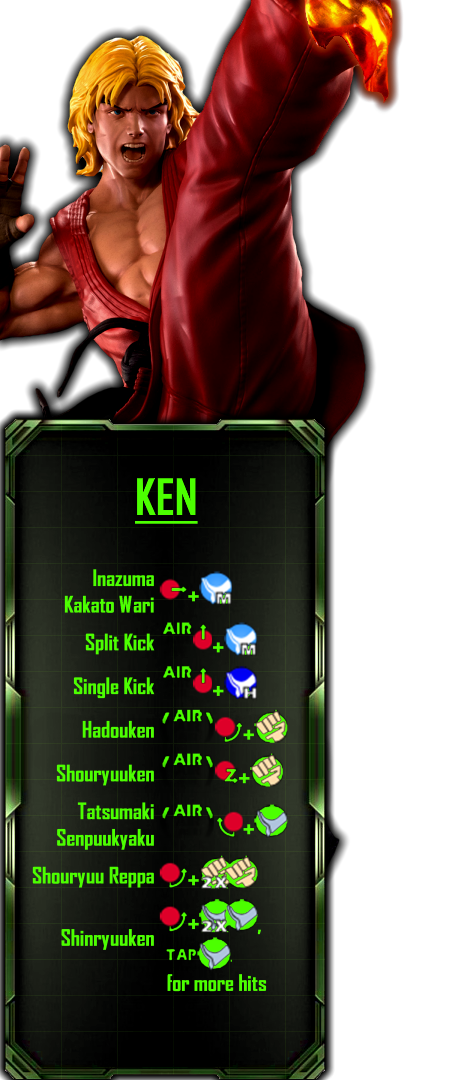 KEN
Inazuma
Kakato Wari
+ M
Split Kick AIR + M
Single Kick AIR + H
Hadouken ( AIR ) +
Shouryuuken ( AIR ) Z +
Tatsumaki ( AIR ) +
Senpuukyaku
Shouryuu Reppa + 2X
Shinryuuken + 2X ,
TAP
for more hits